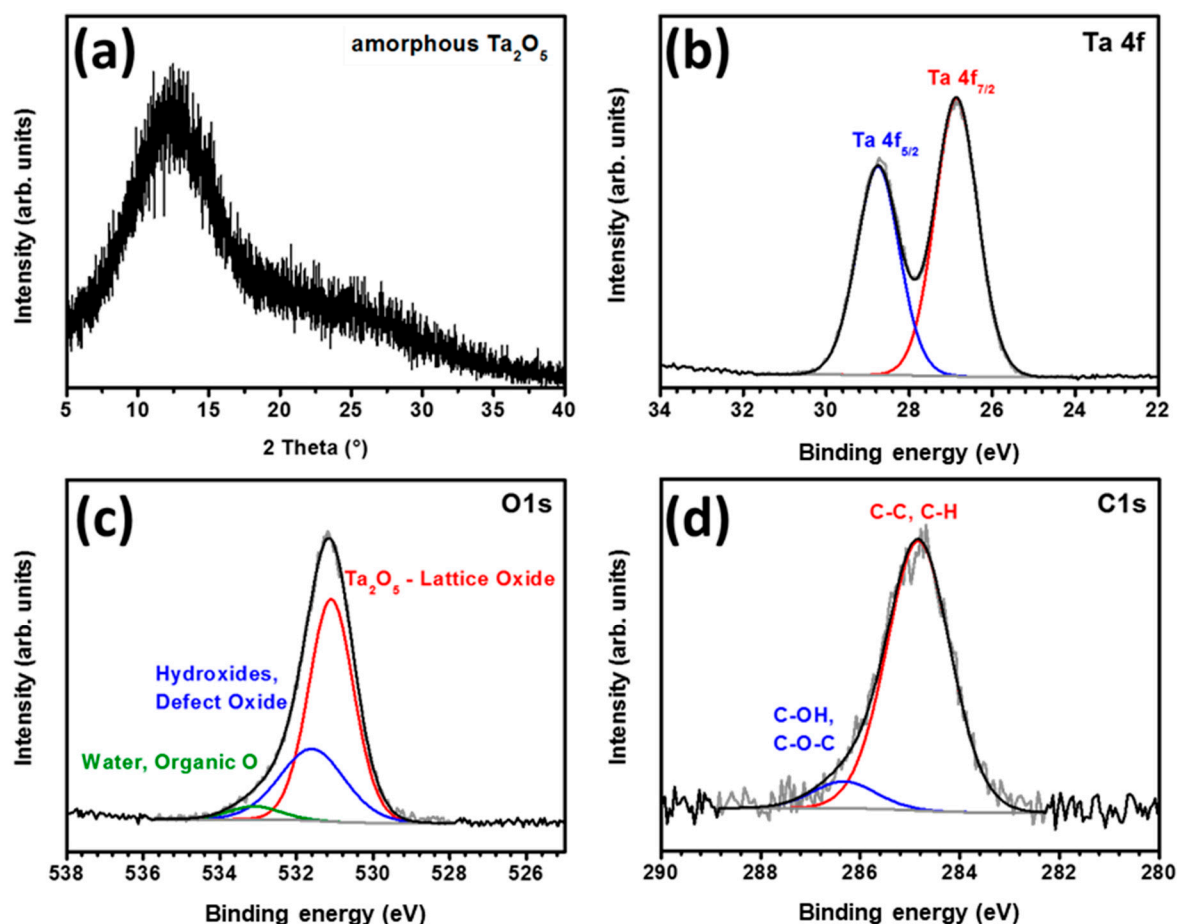 (a)
amorphous Ta₂O₅
Intensity (arb. units)
5 10 15 20 25 30 35 40
2 Theta (°)
(b)
Ta 4f
Ta 4f₇/₂
Ta 4f₅/₂
Intensity (arb. units)
34 32 30 28 26 24 22
Binding energy (eV)
(c)
O1s
Ta₂O₅ - Lattice Oxide
Hydroxides,
Defect Oxide
Water, Organic O
Intensity (arb. units)
538 536 534 532 530 528 526
Binding energy (eV)
(d)
C1s
C-C, C-H
C-OH,
C-O-C
Intensity (arb. units)
290 288 286 284 282 280
Binding energy (eV)